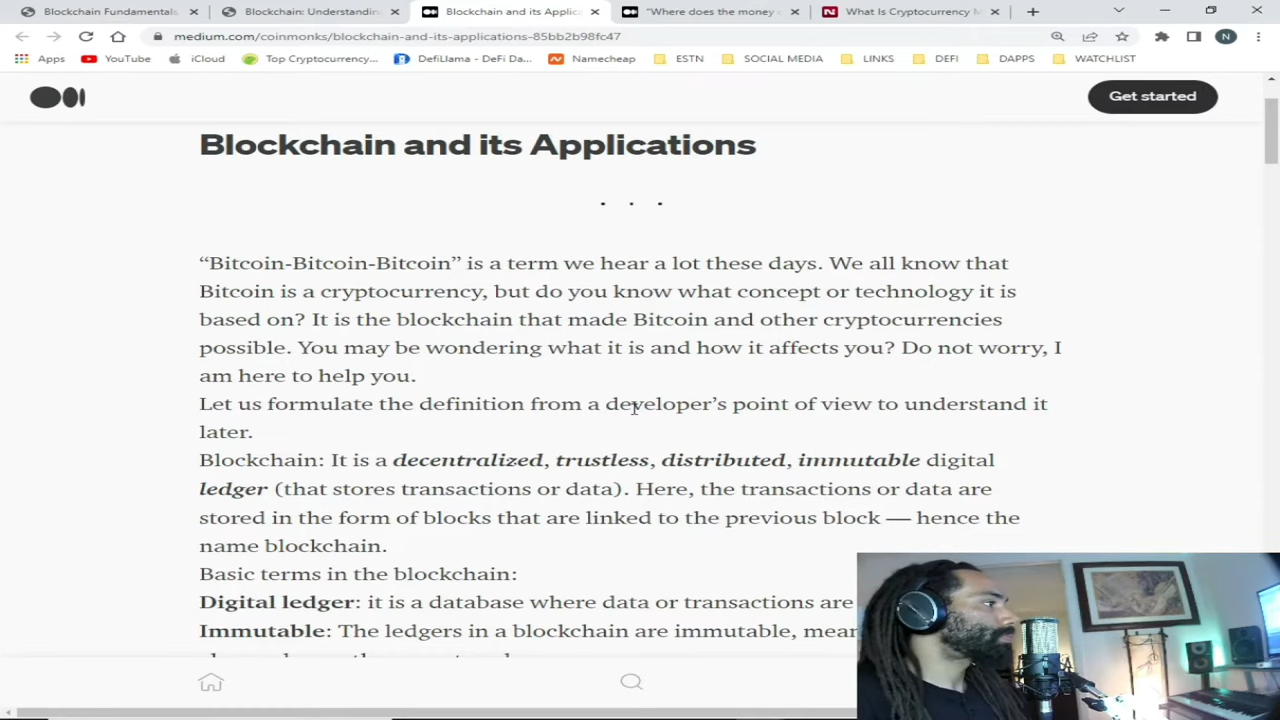 Blockchain Fundamentals
Blockchain: Understandin
Blockchain and its Applica
"Where does the money
What Is Cryptocurrency M
medium.com/coinmonks/blockchain-and-its-applications-85bb2b98fc47
N
Apps
YouTube
iCloud
Top Cryptocurrency...
DefiLlama - DeFi Da...
Namecheap
ESTN
SOCIAL MEDIA
LINKS
DEFI
DAPPS
WATCHLIST
Get started
Blockchain and its Applications
. . .
“Bitcoin-Bitcoin-Bitcoin” is a term we hear a lot these days. We all know that
Bitcoin is a cryptocurrency, but do you know what concept or technology it is
based on? It is the blockchain that made Bitcoin and other cryptocurrencies
possible. You may be wondering what it is and how it affects you? Do not worry, I
am here to help you.
Let us formulate the definition from a developer’s point of view to understand it
later.
Blockchain: It is a decentralized, trustless, distributed, immutable digital
ledger (that stores transactions or data). Here, the transactions or data are
stored in the form of blocks that are linked to the previous block — hence the
name blockchain.
Basic terms in the blockchain:
Digital ledger: it is a database where data or transactions are
Immutable: The ledgers in a blockchain are immutable, mean